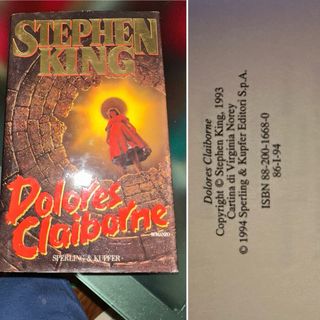 STEPHEN
KING
Dolores
Claiborne
ROMANZO
SPERLING & KUPFER
Dolores Claiborne
Copyright © Stephen King, 1993
Cartina di Virginia Norey
© 1994 Sperling & Kupfer Editori S.p.A.
ISBN 88-200-1668-0
86-I-94